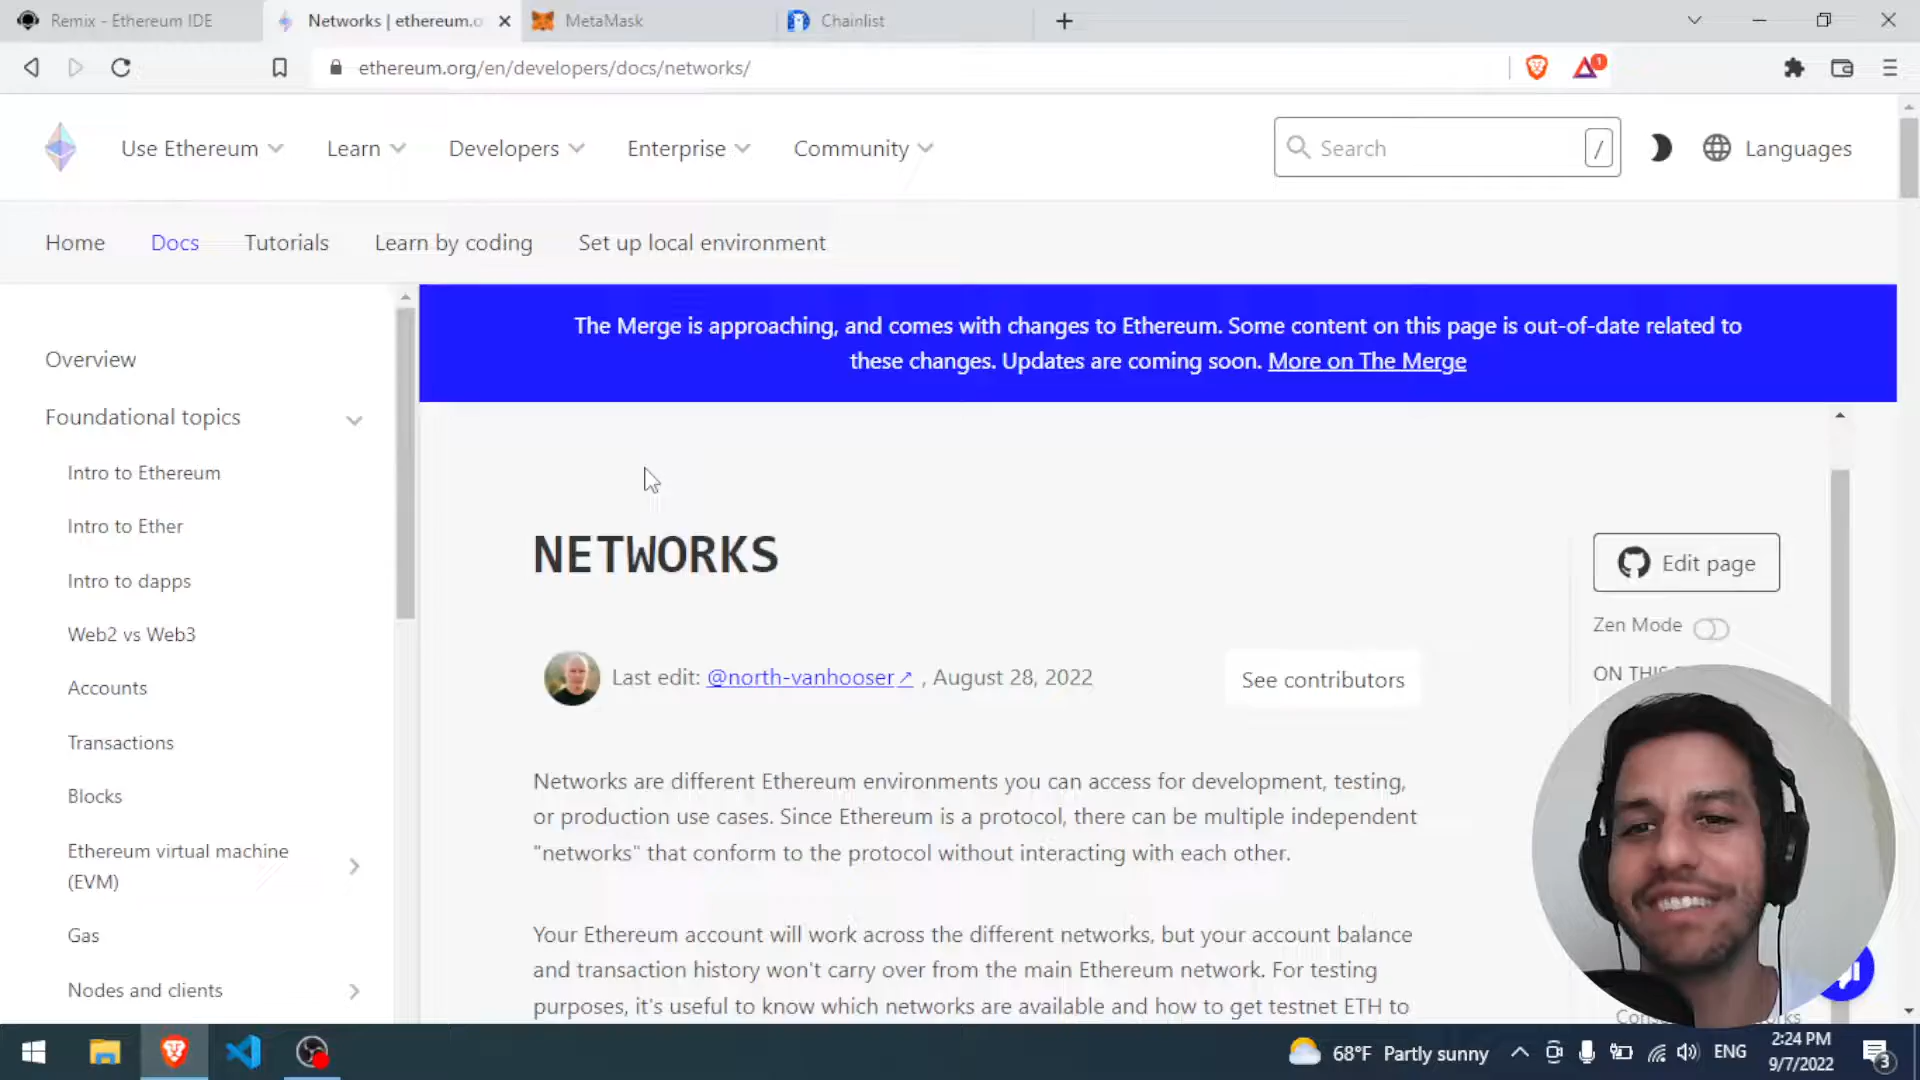 Remix - Ethereum IDE
Networks | ethereum.o
MetaMask
Chainlist
ethereum.org/en/developers/docs/networks/
1
Use Ethereum
Learn
Developers
Enterprise
Community
Search
/
Languages
Home
Docs
Tutorials
Learn by coding
Set up local environment
The Merge is approaching, and comes with changes to Ethereum. Some content on this page is out-of-date related to
these changes. Updates are coming soon. More on The Merge
Overview
Foundational topics
Intro to Ethereum
Intro to Ether
Intro to dapps
Web2 vs Web3
Accounts
Transactions
Blocks
Ethereum virtual machine
(EVM)
Gas
Nodes and clients
NETWORKS
Last edit: @north-vanhooser↗ , August 28, 2022
See contributors
Networks are different Ethereum environments you can access for development, testing,
or production use cases. Since Ethereum is a protocol, there can be multiple independent
"networks" that conform to the protocol without interacting with each other.
Your Ethereum account will work across the different networks, but your account balance
and transaction history won't carry over from the main Ethereum network. For testing
purposes, it's useful to know which networks are available and how to get testnet ETH to
Edit page
Zen Mode
ON THIS
68°F Partly sunny
ENG
2:24 PM
9/7/2022
3